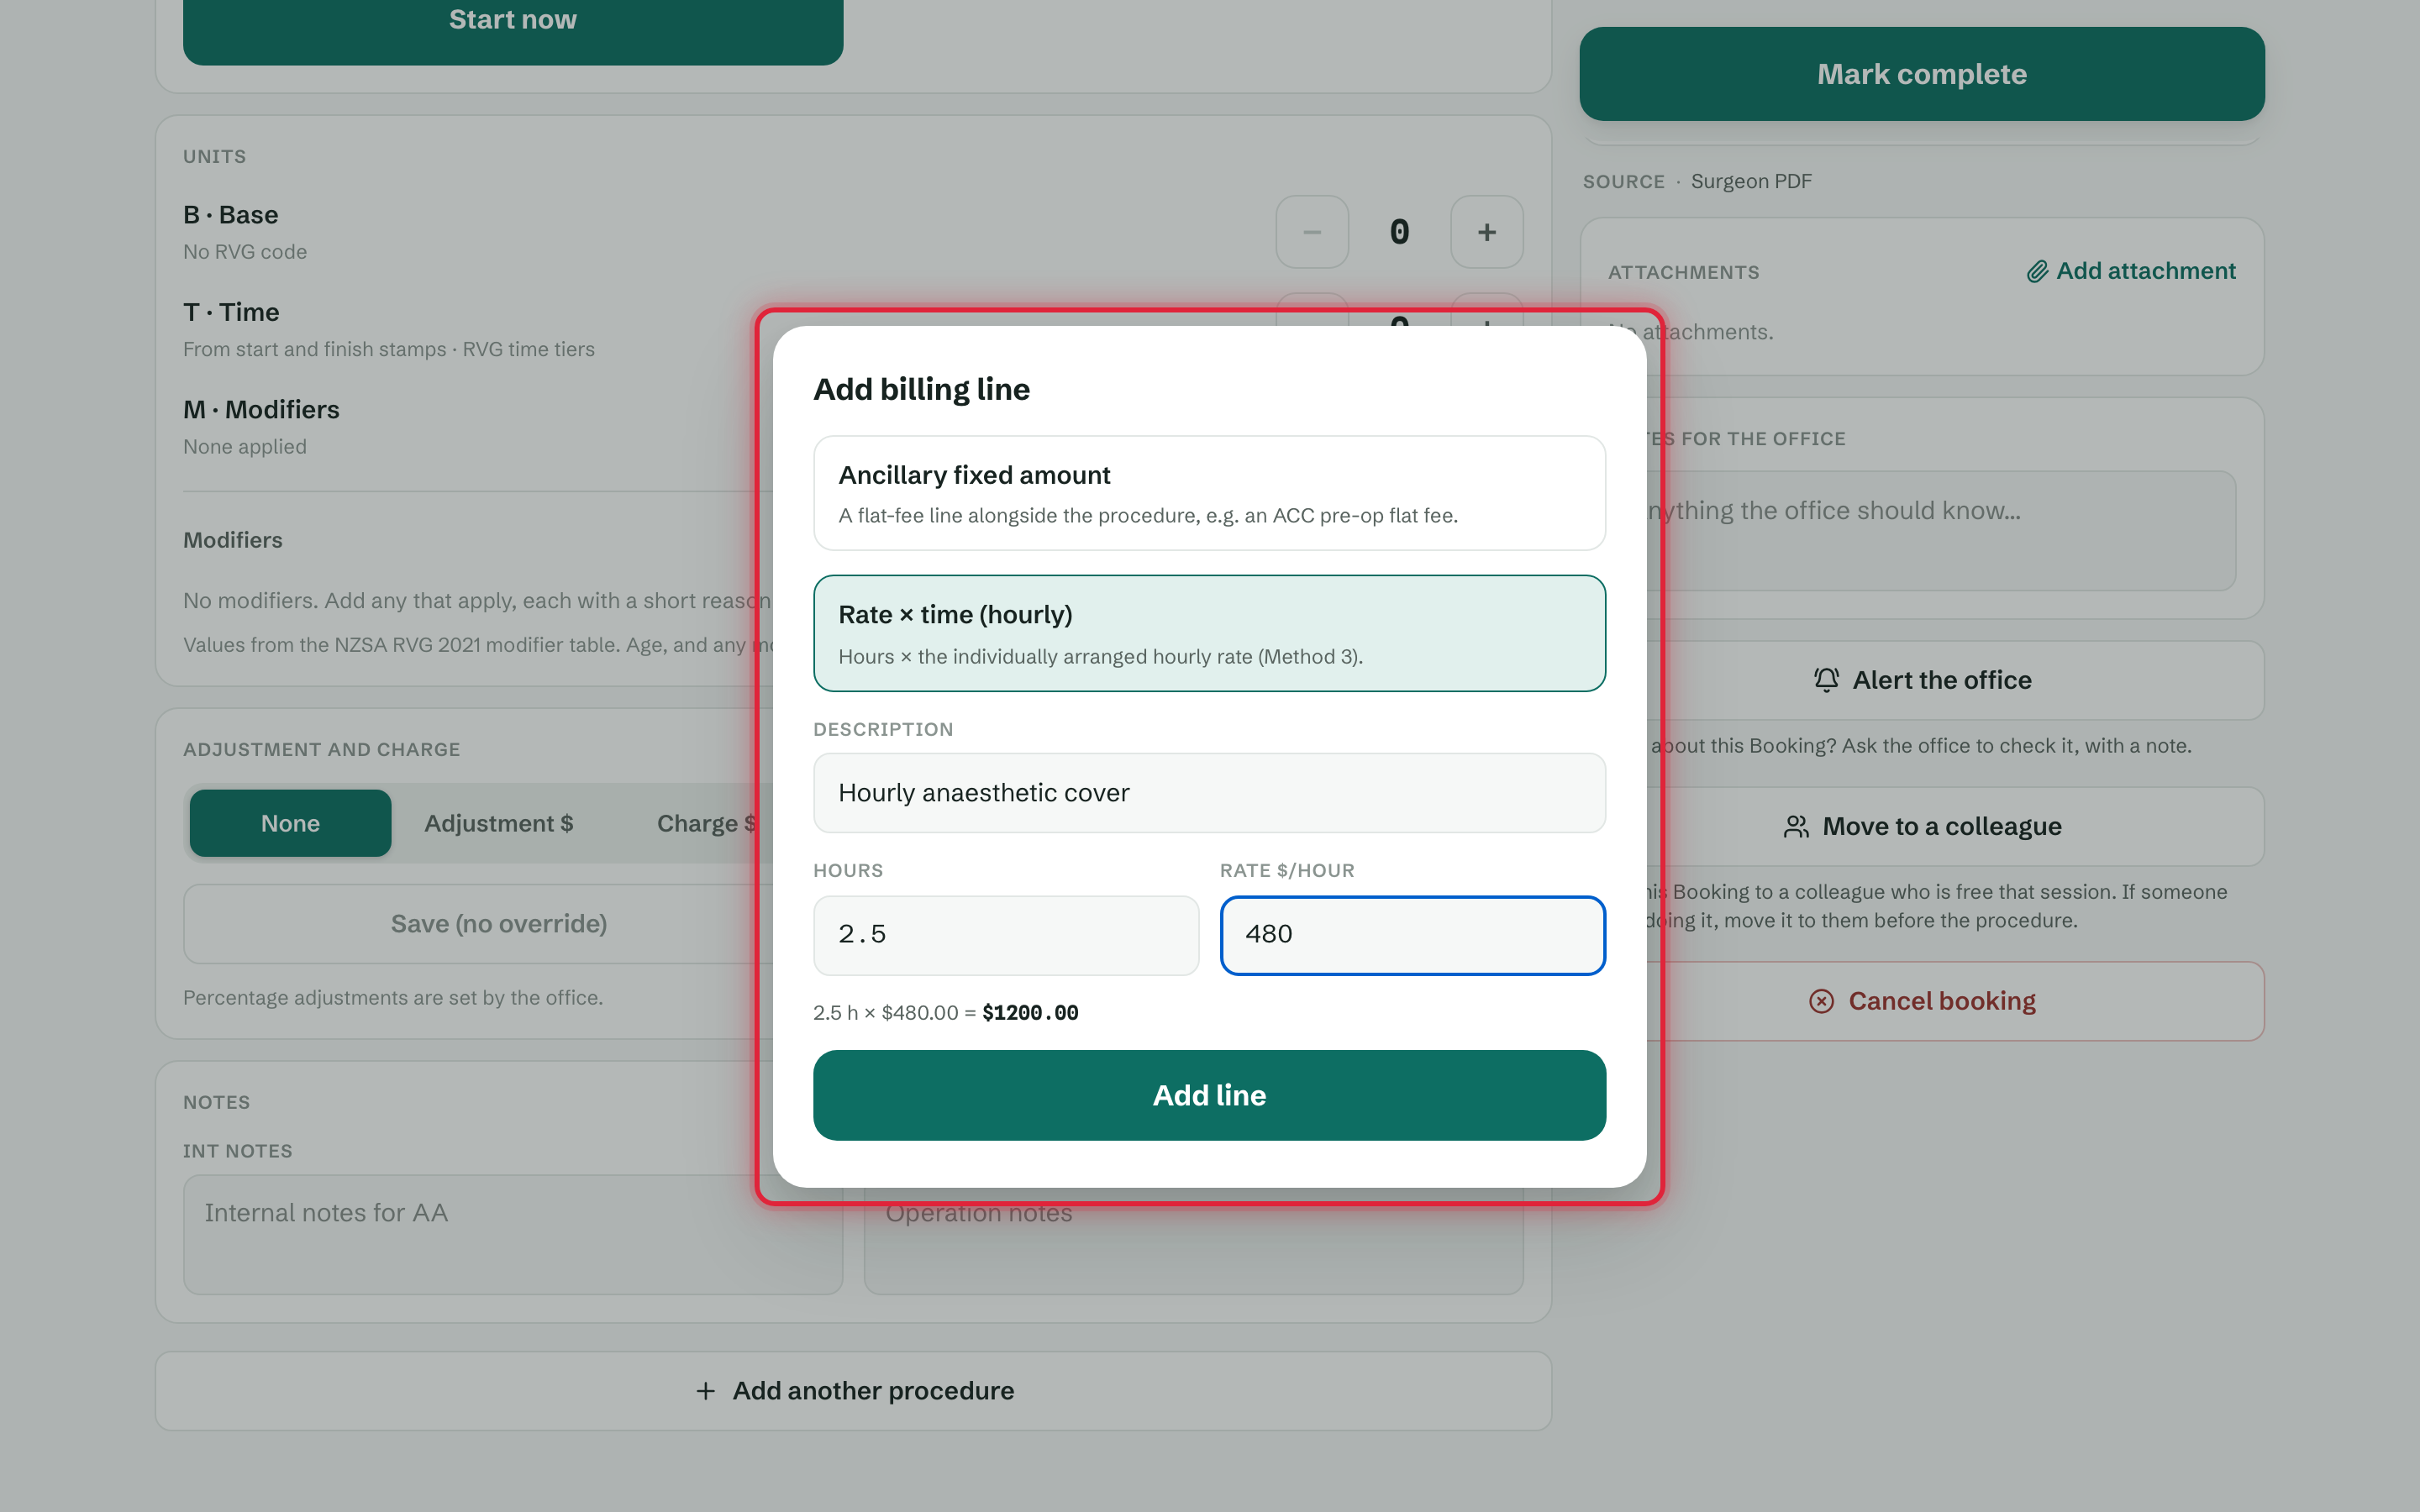 Start now
UNITS
B · Base
No RVG code
− 0 +
T · Time
From start and finish stamps · RVG time tiers
M · Modifiers
None applied
Modifiers
No modifiers. Add any that apply, each with a short reason
Values from the NZSA RVG 2021 modifier table. Age, and any
ADJUSTMENT AND CHARGE
None
Adjustment $
Charge $
Save (no override)
Percentage adjustments are set by the office.
NOTES
INT NOTES
Internal notes for AA
Operation notes
+ Add another procedure
Add billing line
Ancillary fixed amount
A flat-fee line alongside the procedure, e.g. an ACC pre-op flat fee.
Rate × time (hourly)
Hours × the individually arranged hourly rate (Method 3).
DESCRIPTION
Hourly anaesthetic cover
HOURS
2.5
RATE $/HOUR
480
2.5 h × $480.00 = $1200.00
Add line
Mark complete
SOURCE · Surgeon PDF
ATTACHMENTS
Add attachment
attachments.
FOR THE OFFICE
the office should know...
Alert the office
about this Booking? Ask the office to check it, with a note.
Move to a colleague
Booking to a colleague who is free that session. If someone
doing it, move it to them before the procedure.
Cancel booking